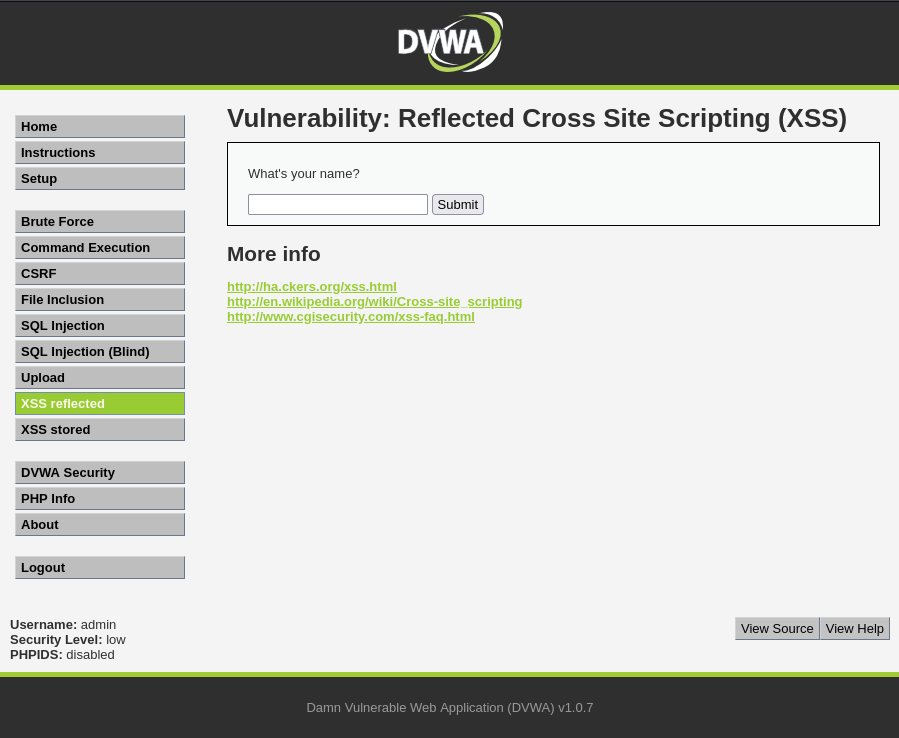 DVWA
Vulnerability: Reflected Cross Site Scripting (XSS)
Home
Instructions
Setup
Brute Force
Command Execution
CSRF
File Inclusion
SQL Injection
SQL Injection (Blind)
Upload
XSS reflected
XSS stored
DVWA Security
PHP Info
About
Logout
What's your name?
Submit
More info
http://ha.ckers.org/xss.html
http://en.wikipedia.org/wiki/Cross-site_scripting
http://www.cgisecurity.com/xss-faq.html
Username: admin
Security Level: low
PHPIDS: disabled
View Source View Help
Damn Vulnerable Web Application (DVWA) v1.0.7